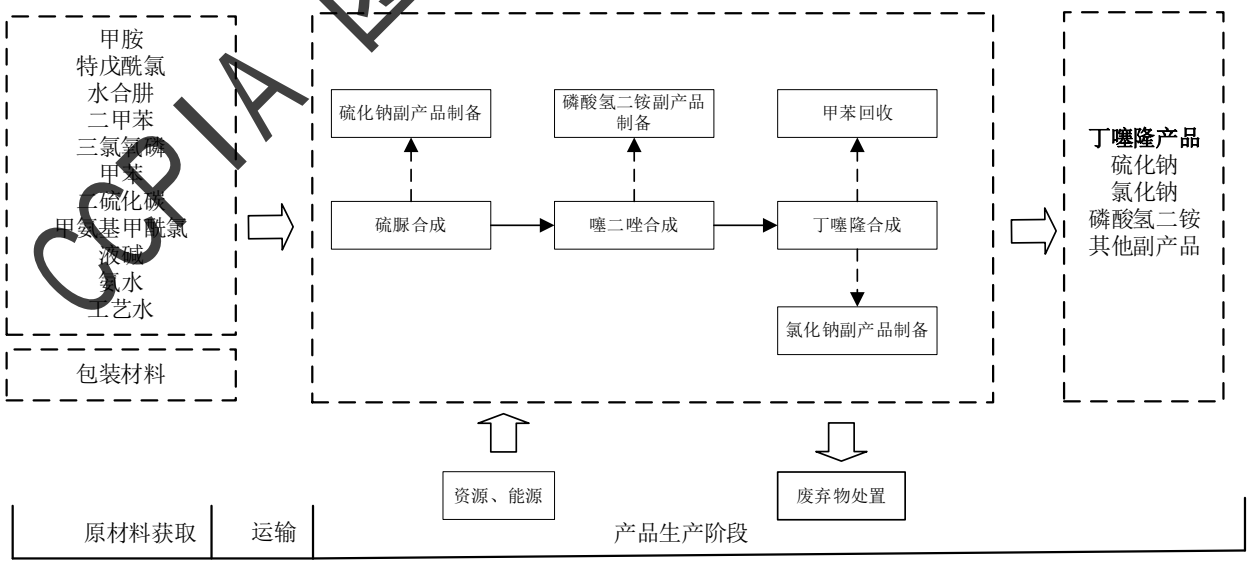 甲胺
特戊酰氯
水合肼
二甲苯
三氯氧磷
甲苯
二硫化碳
甲氨基甲酰氯
液碱
氨水
工艺水
包装材料
CCPIA
硫化钠副产品制备
磷酸氢二铵副产品
制备
甲苯回收
硫脲合成
噻二唑合成
丁噻隆合成
氯化钠副产品制备
丁噻隆产品
硫化钠
氯化钠
磷酸氢二铵
其他副产品
资源、能源
废弃物处置
原材料获取
运输
产品生产阶段